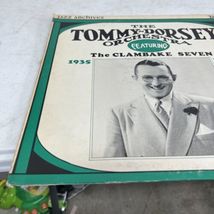 JAZZ ARCHIVES
THE
TOMMY DORSEY
ORCHESTRA
FEATURING
The CLAMBAKE SEVEN
1935